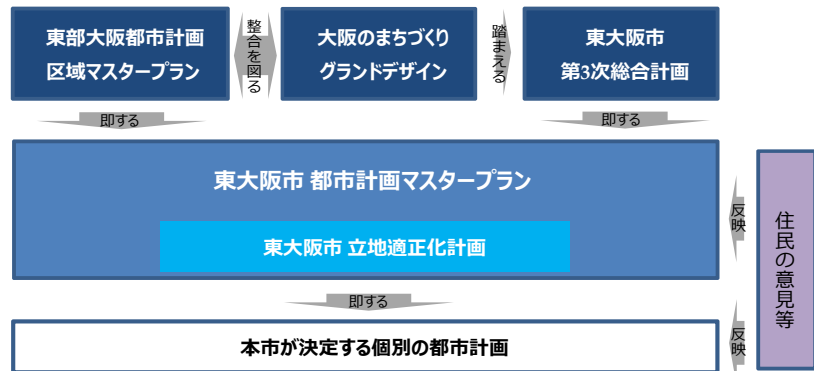 東部大阪都市計画
区域マスタープラン
整合を図る
大阪のまちづくり
グランドデザイン
踏まえる
東大阪市
第3次総合計画
即する
即する
東大阪市 都市計画マスタープラン
東大阪市 立地適正化計画
反映
住民の意見等
即する
本市が決定する個別の都市計画
反映